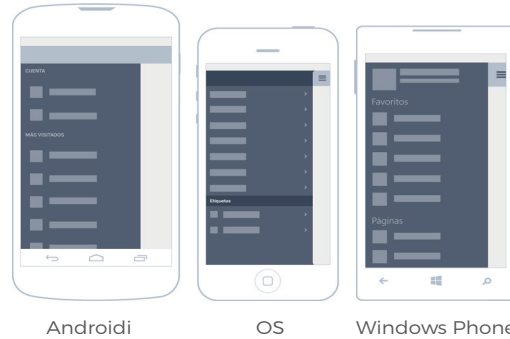 CUENTA
MÁS VISITADOS
Etiquetas
Favoritos
Páginas
Androidi
OS
Windows Phone